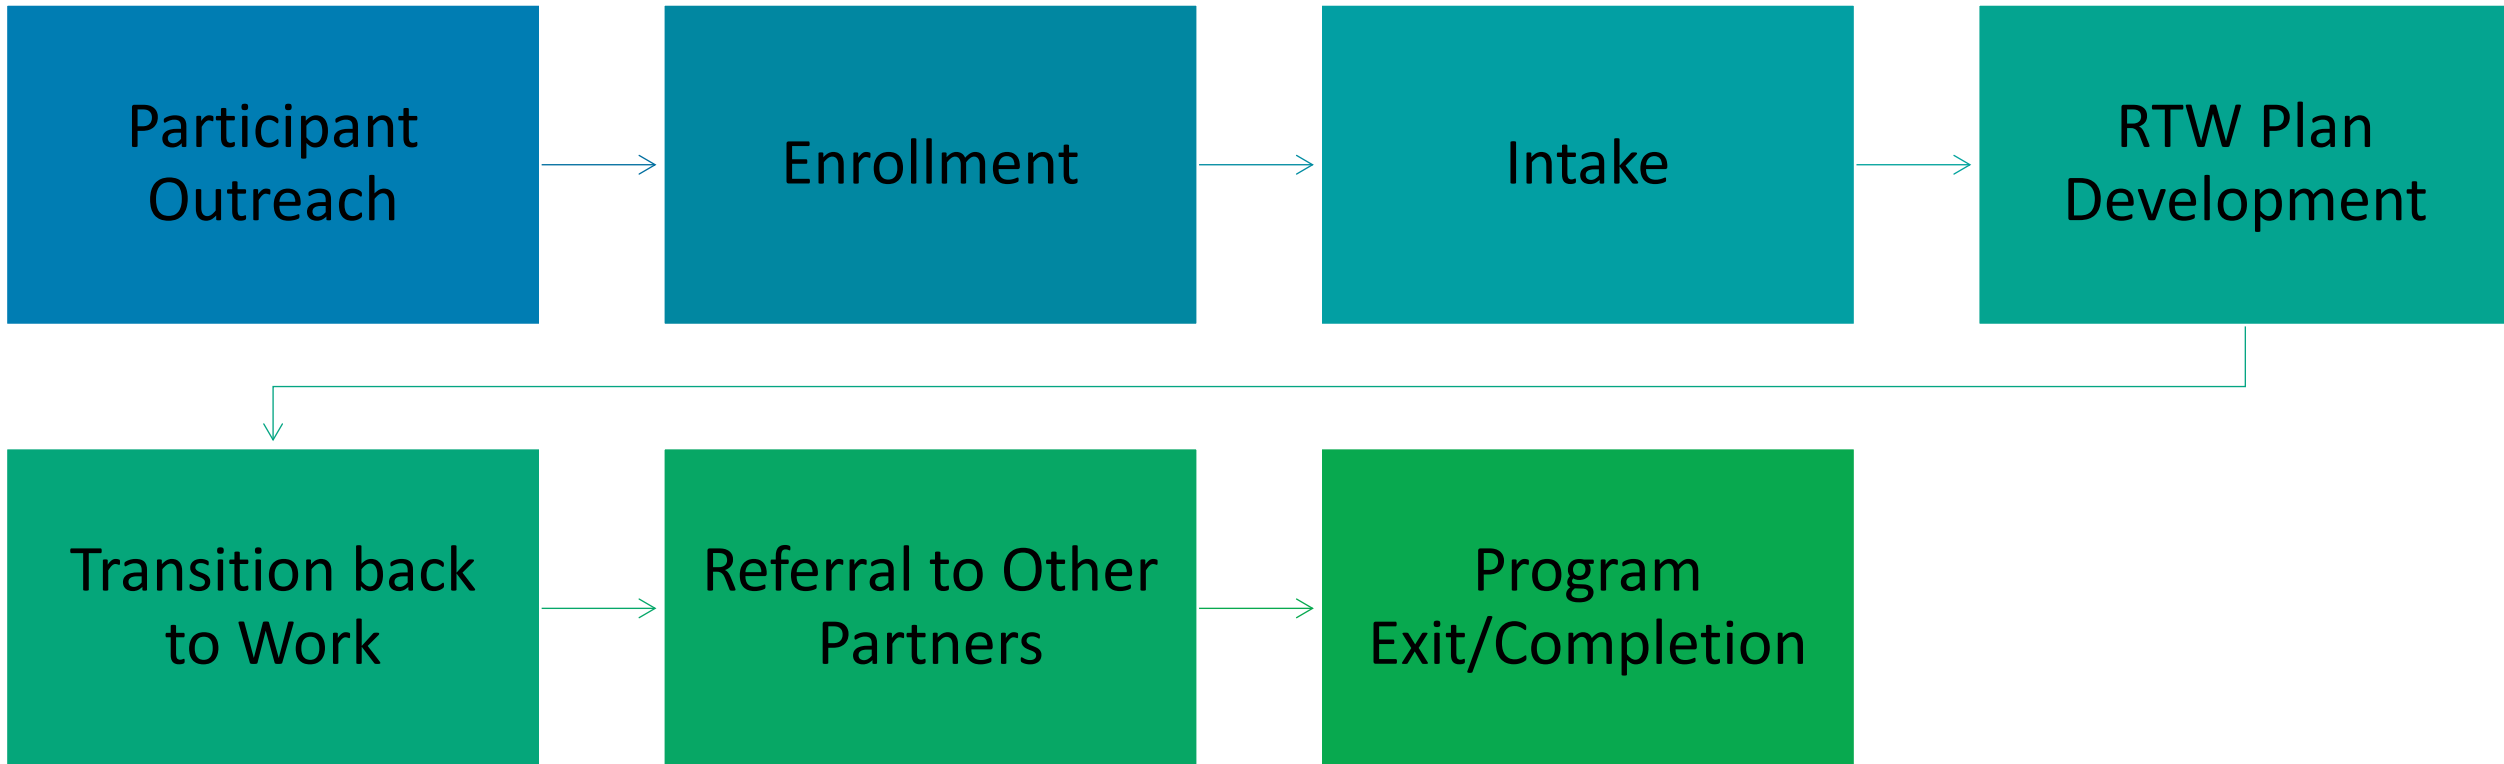 Participant
Outreach
Enrollment
Intake
RTW Plan
Development
Transition back
to Work
Referral to Other
Partners
Program
Exit/Completion